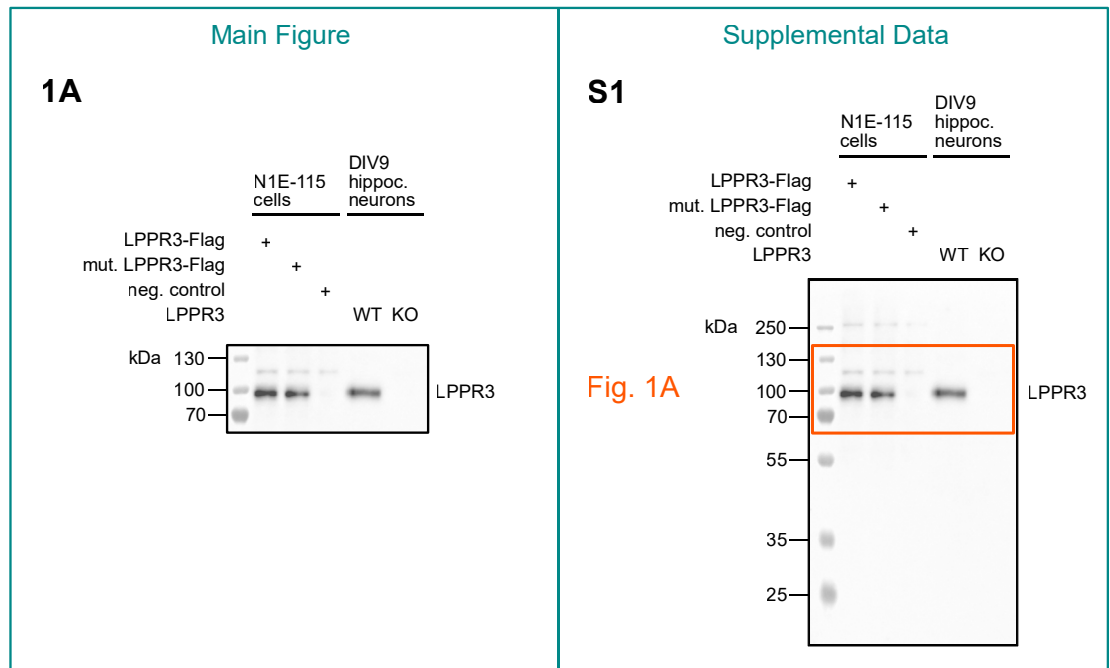 Main Figure
1A
N1E-115
cells
DIV9
hippoc.
neurons
LPPR3-Flag +
mut. LPPR3-Flag +
neg. control +
LPPR3 WT KO
kDa 130
100
70
LPPR3
Supplemental Data
S1
N1E-115
cells
DIV9
hippoc.
neurons
LPPR3-Flag +
mut. LPPR3-Flag +
neg. control +
LPPR3 WT KO
kDa 250
130
100
70
55
35
25
Fig. 1A
LPPR3